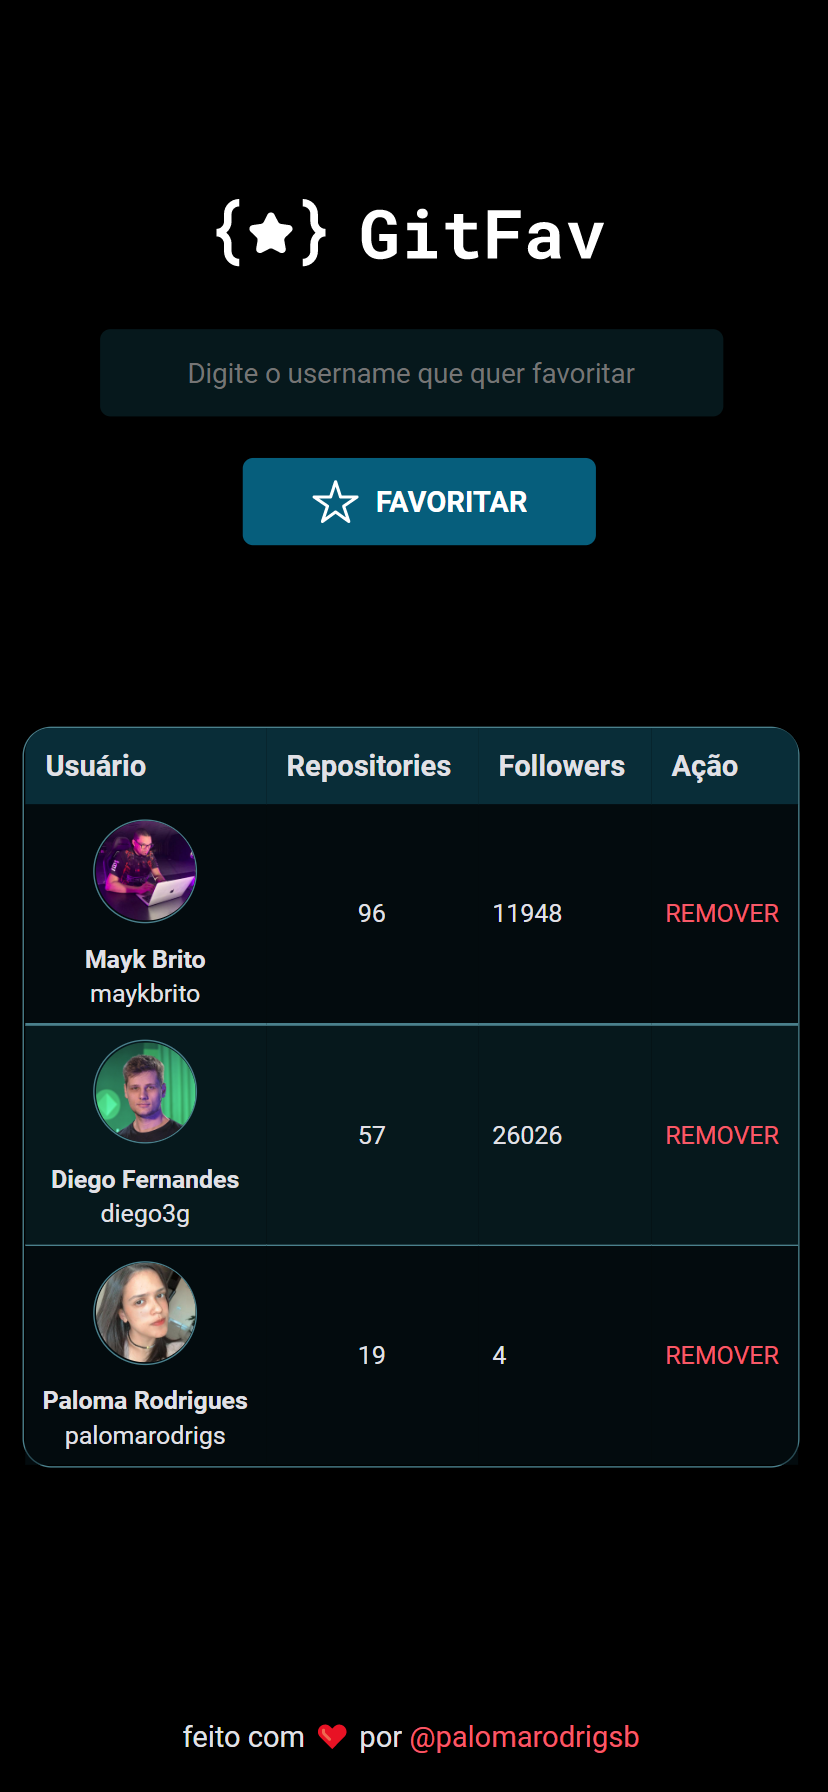 GitFav
Digite o username que quer favoritar
FAVORITAR
Usuário Repositories Followers Ação
96 11948 REMOVER
Mayk Brito
maykbrito
57 26026 REMOVER
Diego Fernandes
diego3g
19 4 REMOVER
Paloma Rodrigues
palomarodrigs
feito com ❤️ por @palomarodrigsb